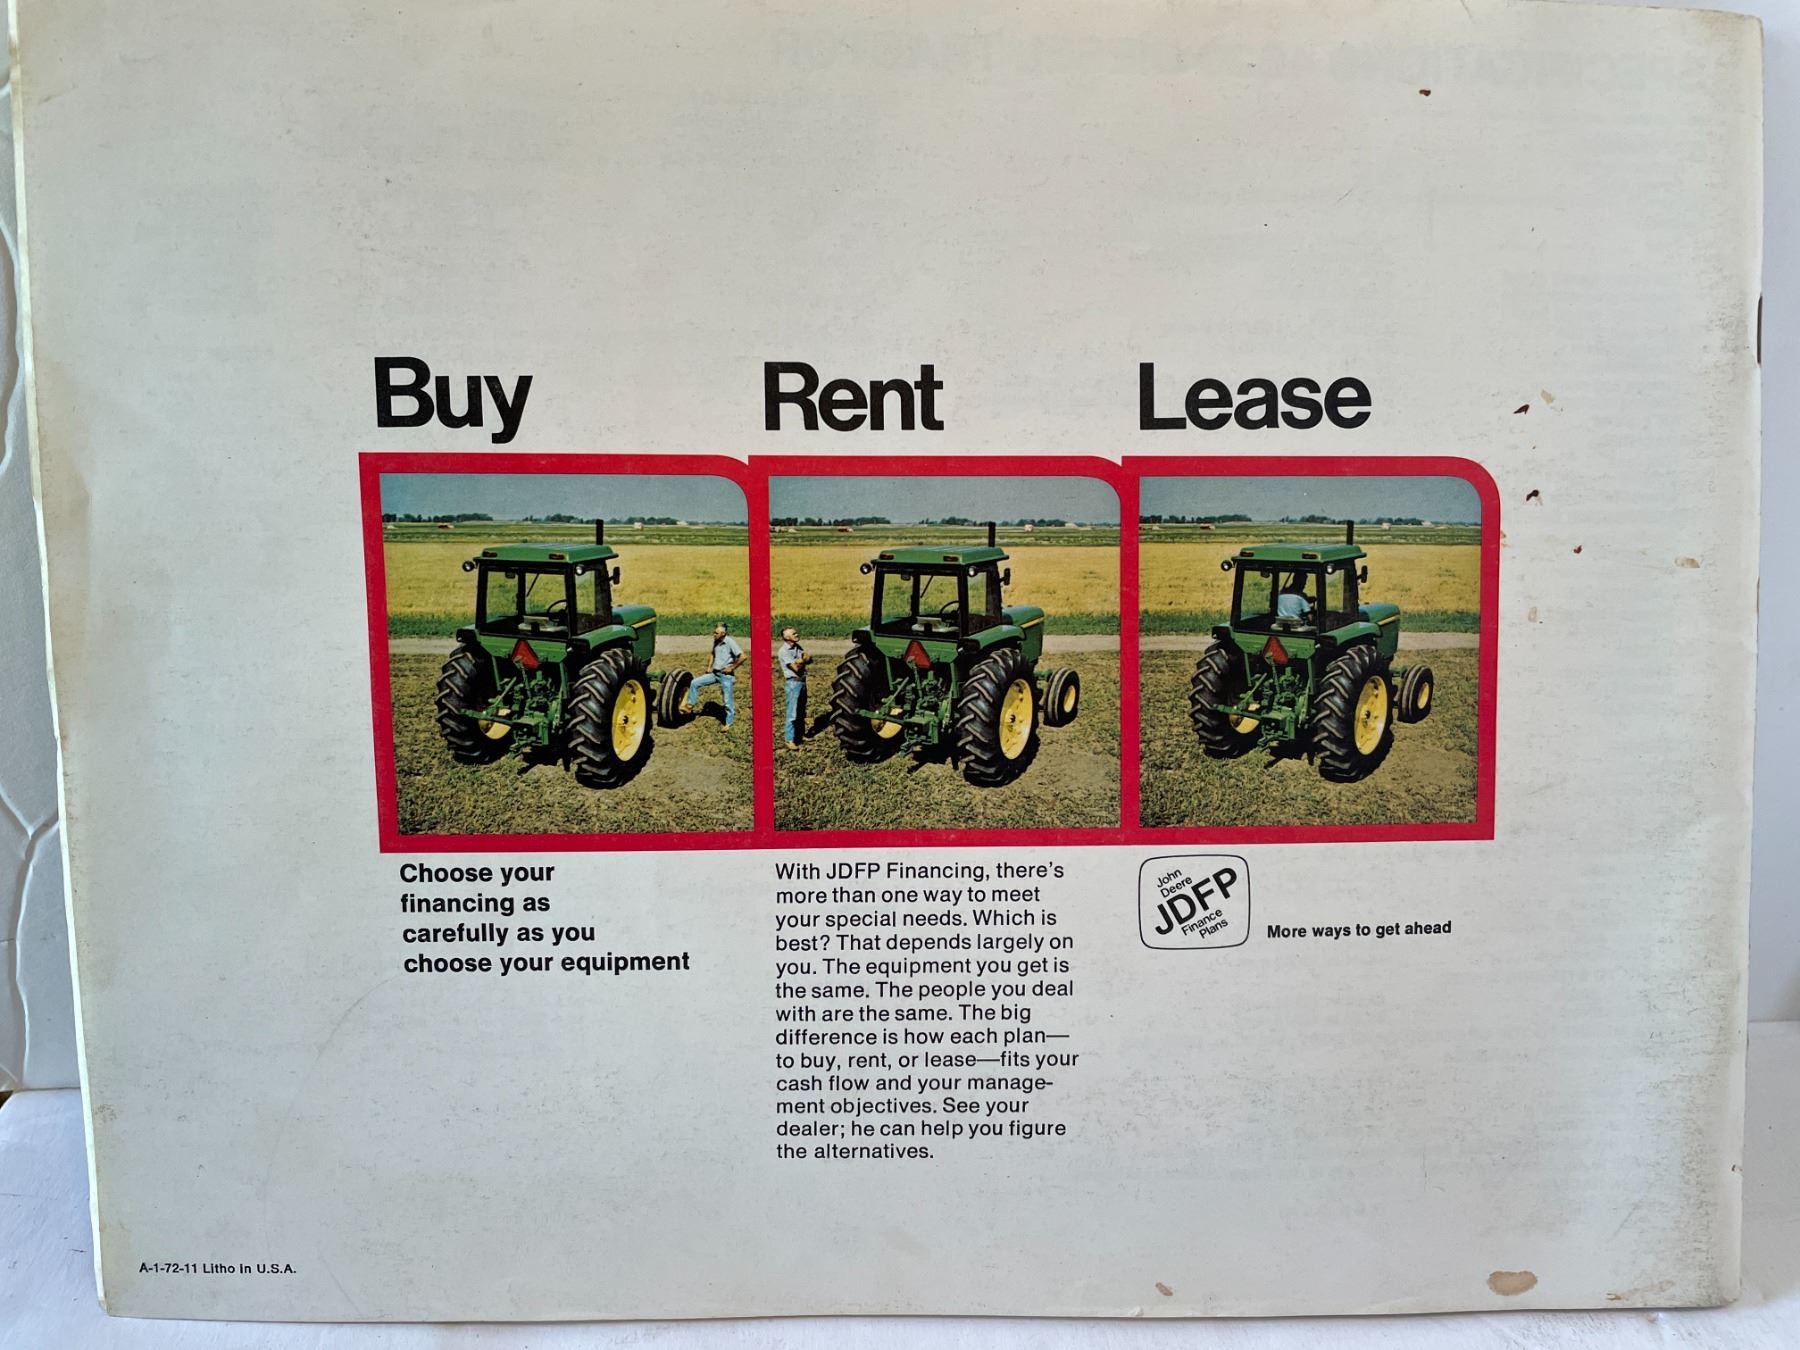 Buy
Rent
Lease
Choose your
financing as
carefully as you
choose your equipment
With JDFP Financing, there's
more than one way to meet
your special needs. Which is
best? That depends largely on
you. The equipment you get is
the same. The people you deal
with are the same. The big
difference is how each plan—
to buy, rent, or lease—fits your
cash flow and your manage-
ment objectives. See your
dealer; he can help you figure
the alternatives.
John
Deere
JDFP
Finance
Plans
More ways to get ahead
A-1-72-11 Litho in U.S.A.